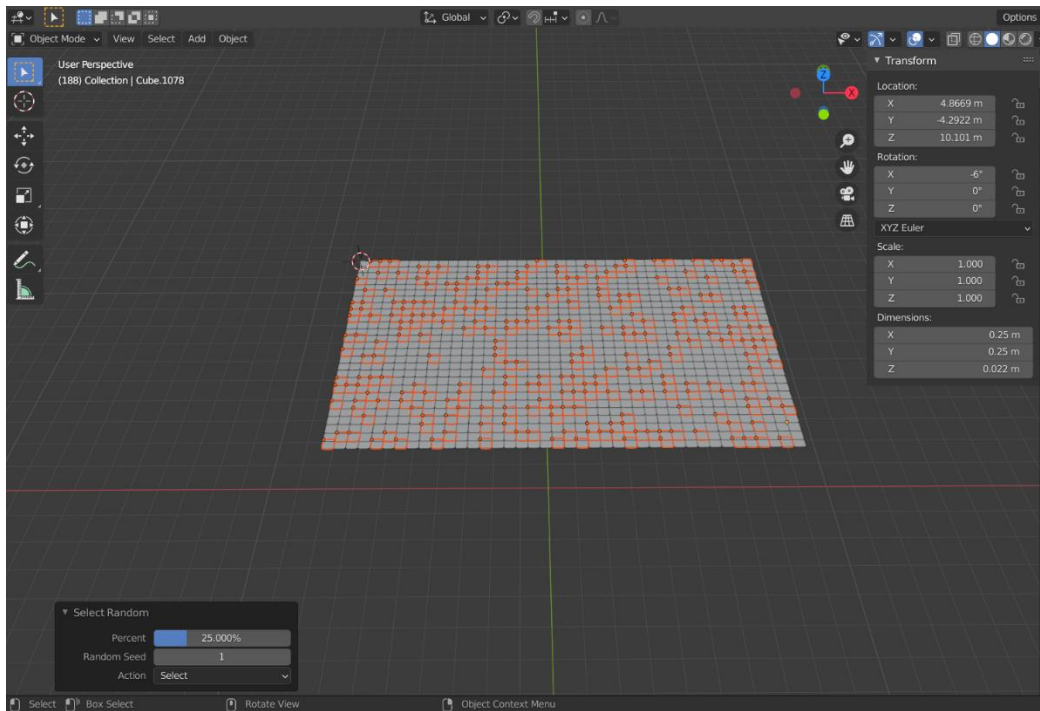 Global
Options
Object Mode View Select Add Object
User Perspective
(188) Collection | Cube.1078
Z
X
Transform
Location:
X 4.8669 m
Y -4.2922 m
Z 10.101 m
Rotation:
X -6°
Y 0°
Z 0°
XYZ Euler
Scale:
X 1.000
Y 1.000
Z 1.000
Dimensions:
X 0.25 m
Y 0.25 m
Z 0.022 m
Select Random
Percent 25.000%
Random Seed 1
Action Select
Select Box Select Rotate View Object Context Menu